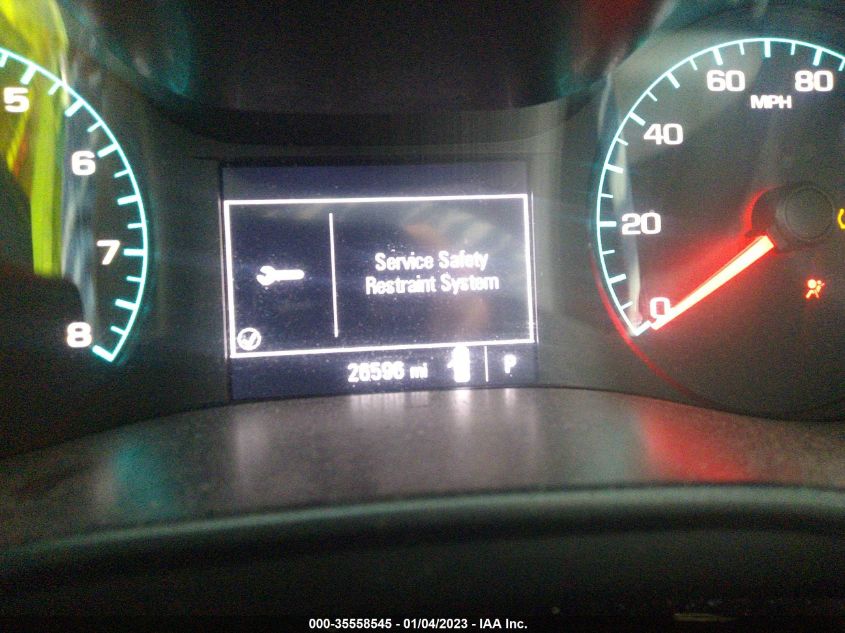 5
6
7
8
Service Safety
Restraint System
26596 mi
P
0
20
40
60
80
MPH
000-35558545 - 01/04/2023 - IAA Inc.